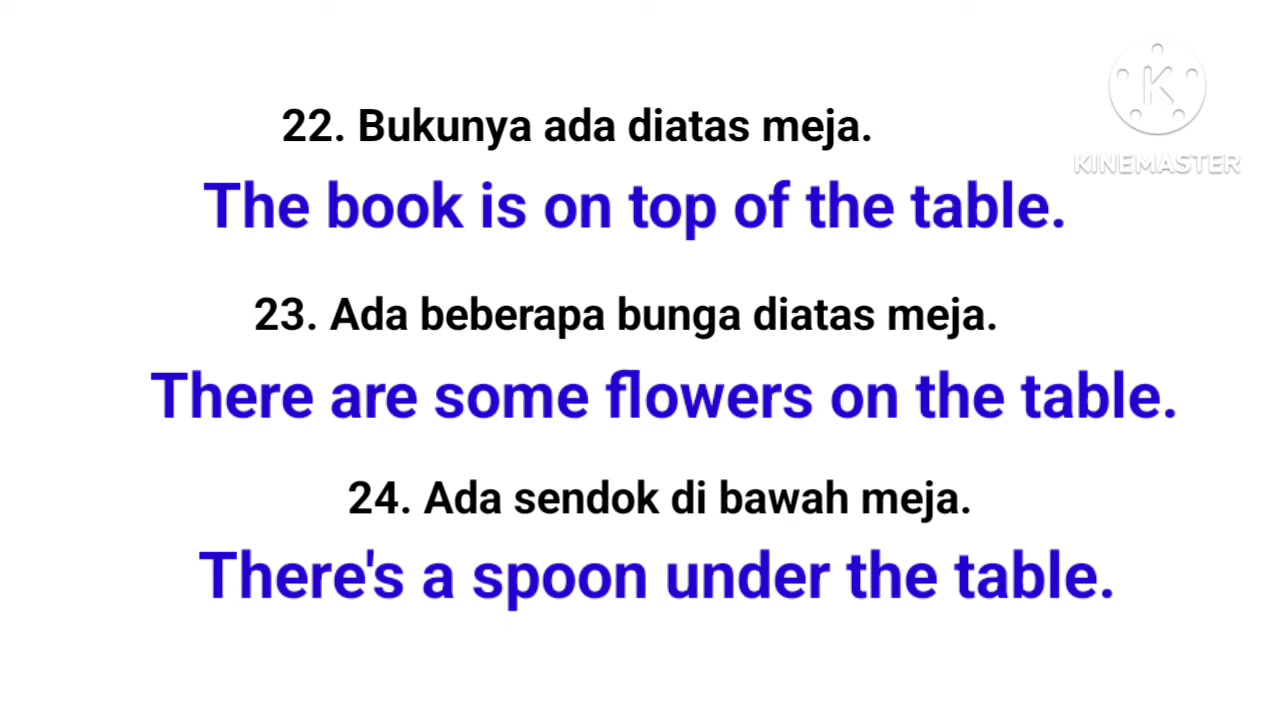 22. Bukunya ada diatas meja.
The book is on top of the table.
23. Ada beberapa bunga diatas meja.
There are some flowers on the table.
24. Ada sendok di bawah meja.
There's a spoon under the table.
K
KINEMASTER